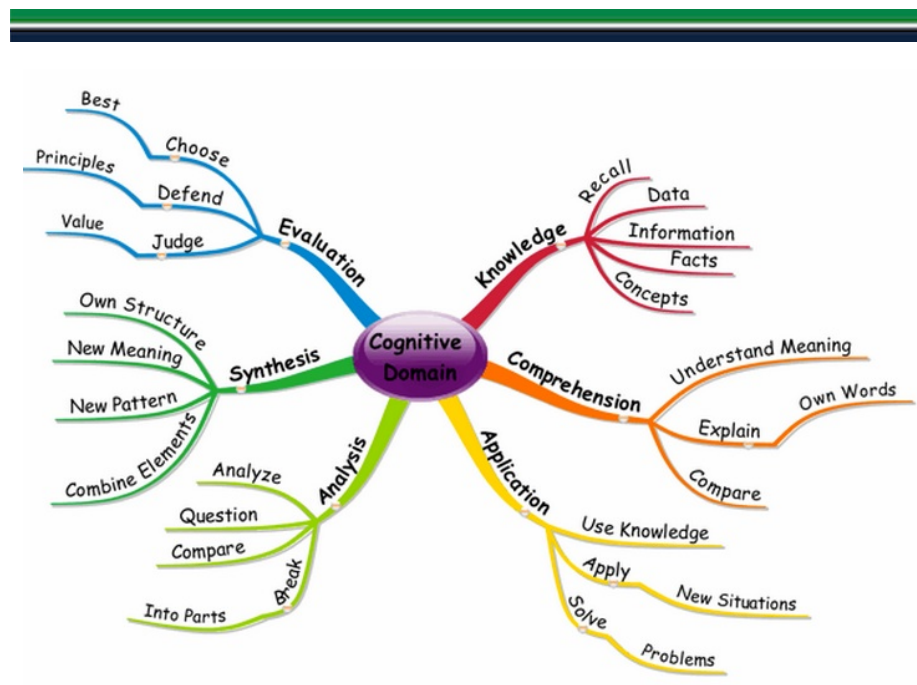 Cognitive
Domain
Knowledge
Recall
Data
Information
Facts
Concepts
Comprehension
Understand Meaning
Explain
Own Words
Compare
Application
Use Knowledge
Apply
New Situations
Solve
Problems
Analysis
Analyze
Question
Compare
Break
Into Parts
Synthesis
Own Structure
New Meaning
New Pattern
Combine Elements
Evaluation
Choose
Best
Defend
Principles
Judge
Value